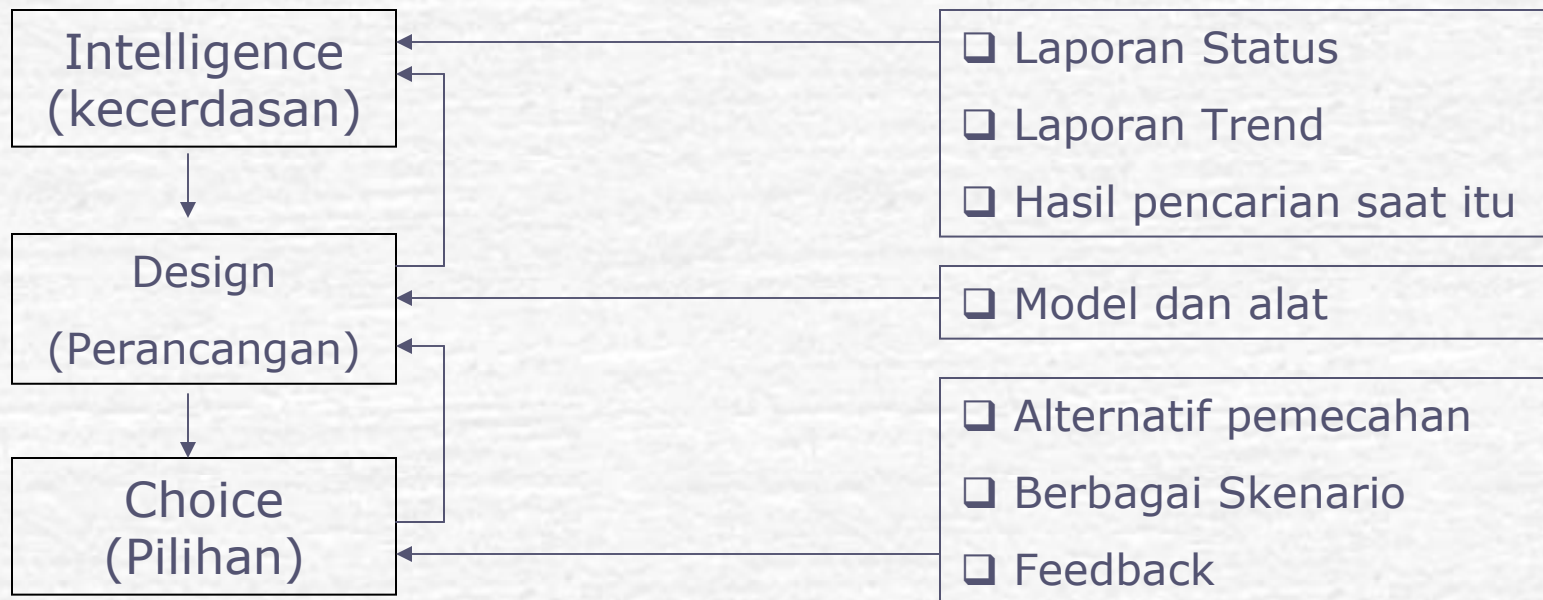 Intelligence
(kecerdasan)
Design
(Perancangan)
Choice
(Pilihan)
❑ Laporan Status
❑ Laporan Trend
❑ Hasil pencarian saat itu
❑ Model dan alat
❑ Alternatif pemecahan
❑ Berbagai Skenario
❑ Feedback